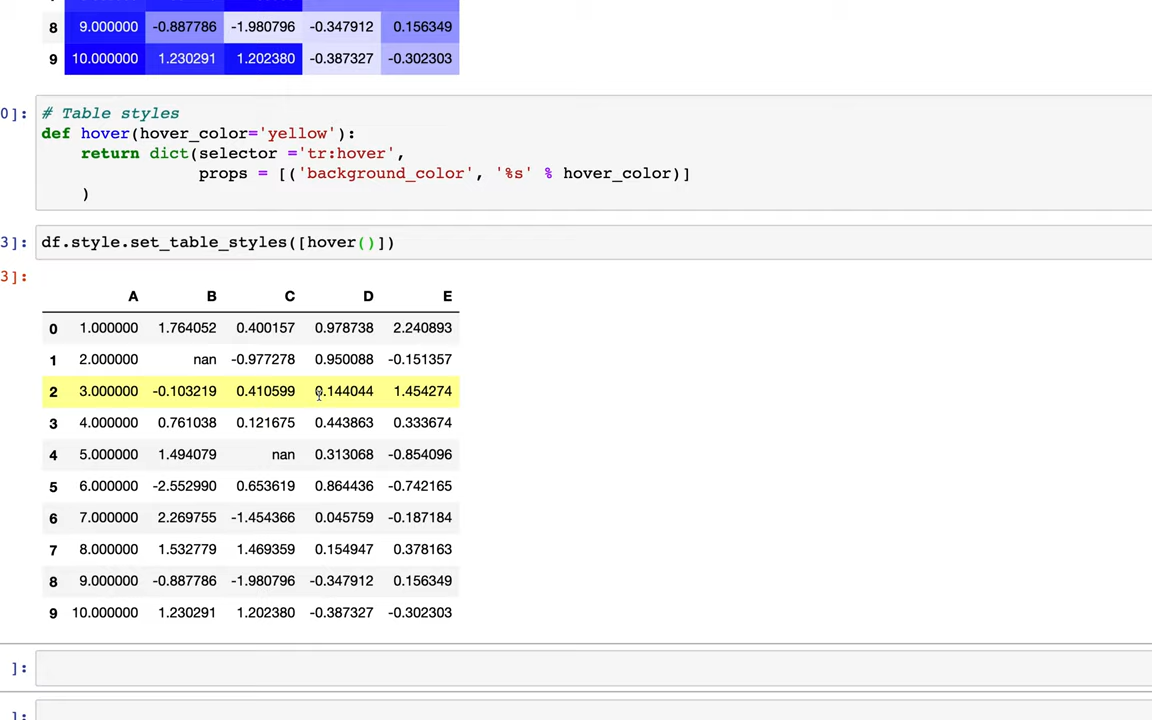 8 9.000000 -0.887786 -1.980796 -0.347912 0.156349
9 10.000000 1.230291 1.202380 -0.387327 -0.302303
0]: # Table styles
def hover(hover_color='yellow'):
return dict(selector ='tr:hover',
props = [('background_color', '%s' % hover_color)]
)
3]: df.style.set_table_styles([hover()])
3]:
A B C D E
0 1.000000 1.764052 0.400157 0.978738 2.240893
1 2.000000 nan -0.977278 0.950088 -0.151357
2 3.000000 -0.103219 0.410599 0.144044 1.454274
3 4.000000 0.761038 0.121675 0.443863 0.333674
4 5.000000 1.494079 nan 0.313068 -0.854096
5 6.000000 -2.552990 0.653619 0.864436 -0.742165
6 7.000000 2.269755 -1.454366 0.045759 -0.187184
7 8.000000 1.532779 1.469359 0.154947 0.378163
8 9.000000 -0.887786 -1.980796 -0.347912 0.156349
9 10.000000 1.230291 1.202380 -0.387327 -0.302303
]:
]: